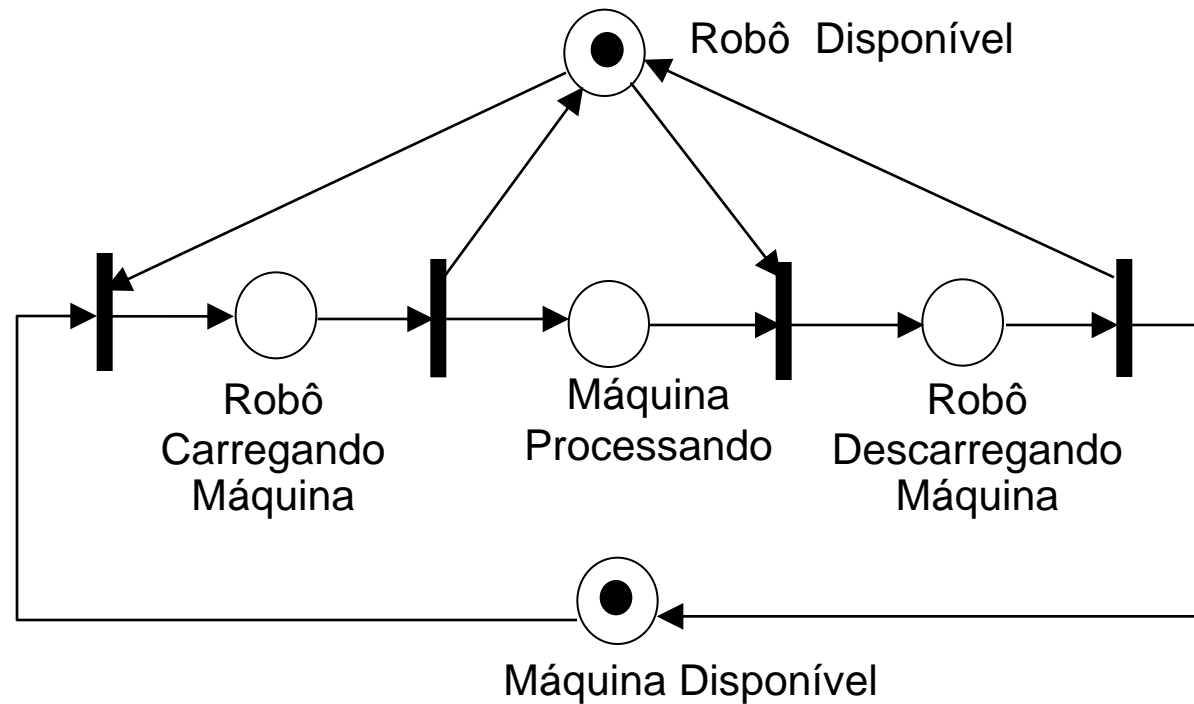 Robô Disponível
Robô
Carregando
Máquina
Máquina
Processando
Robô
Descarregando
Máquina
Máquina Disponível